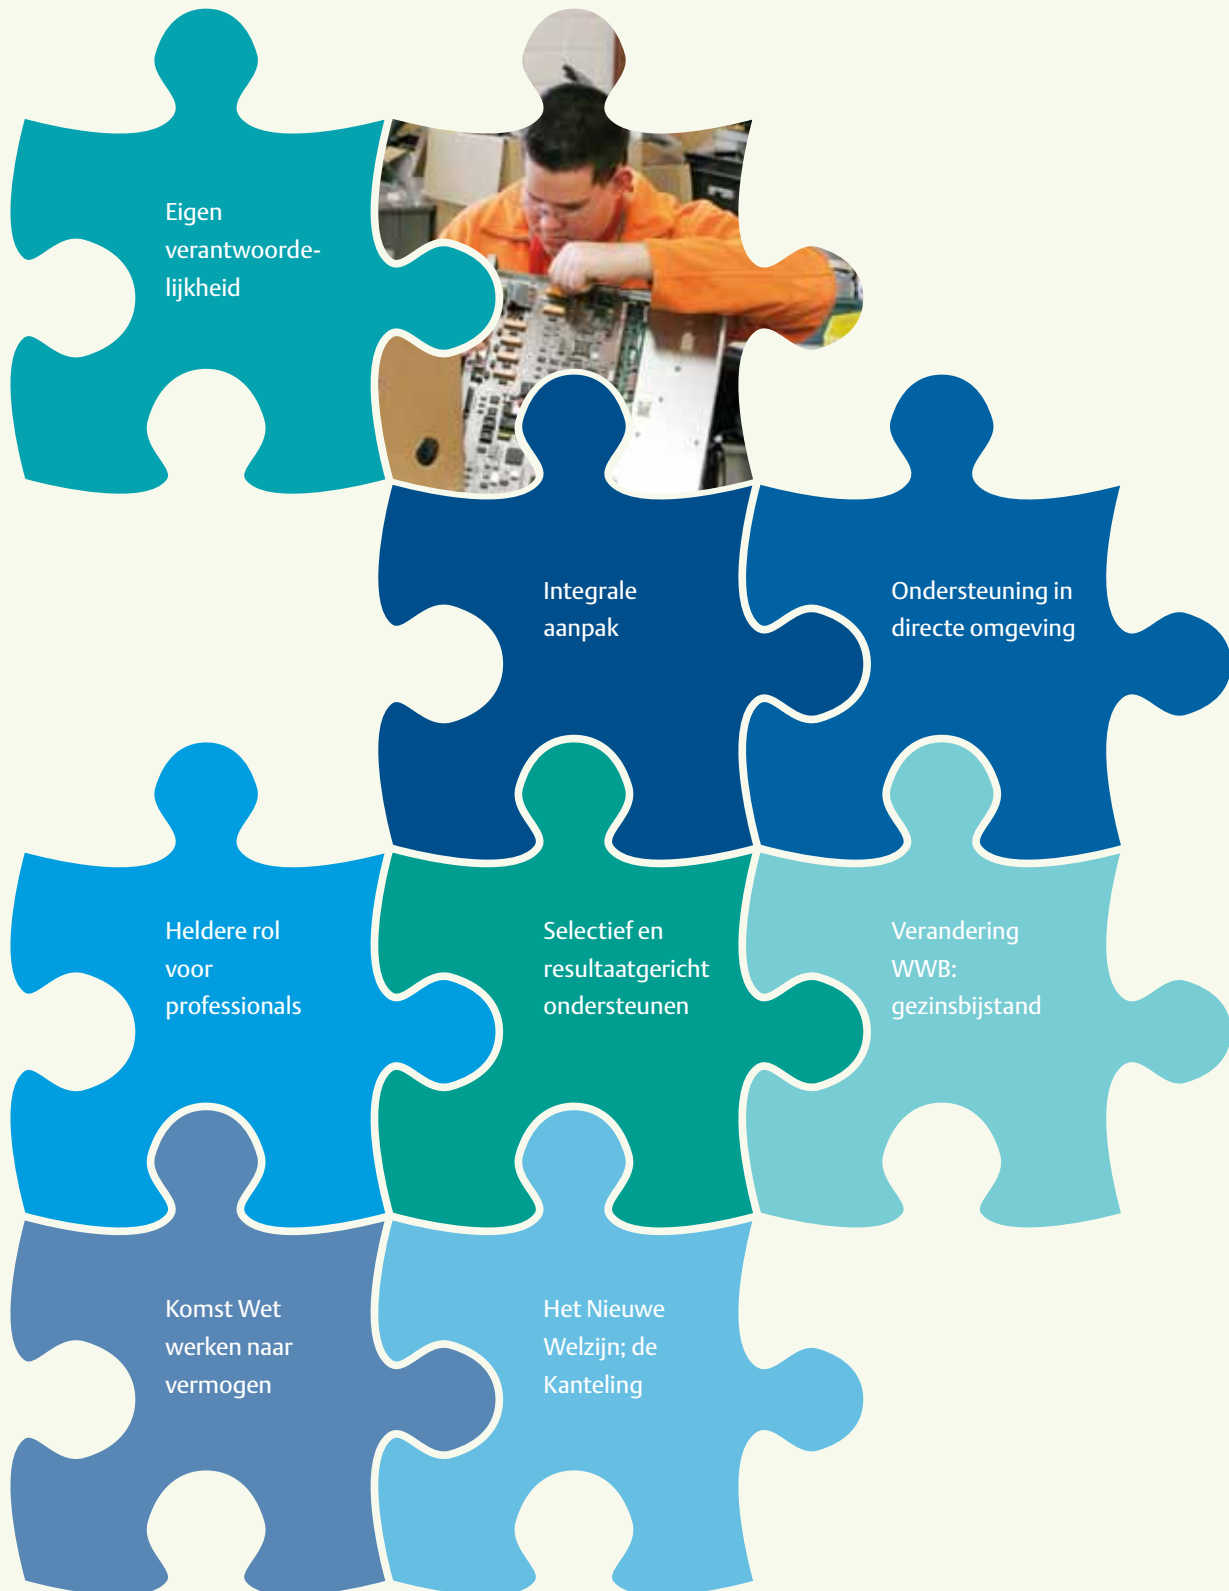 Eigen
verantwoorde-
lijkheid
Integrale
aanpak
Ondersteuning in
directe omgeving
Heldere rol
voor
professionals
Selectief en
resultaatgericht
ondersteunen
Verandering
WWB:
gezinsbijstand
Komst Wet
werken naar
vermogen
Het Nieuwe
Welzijn; de
Kanteling